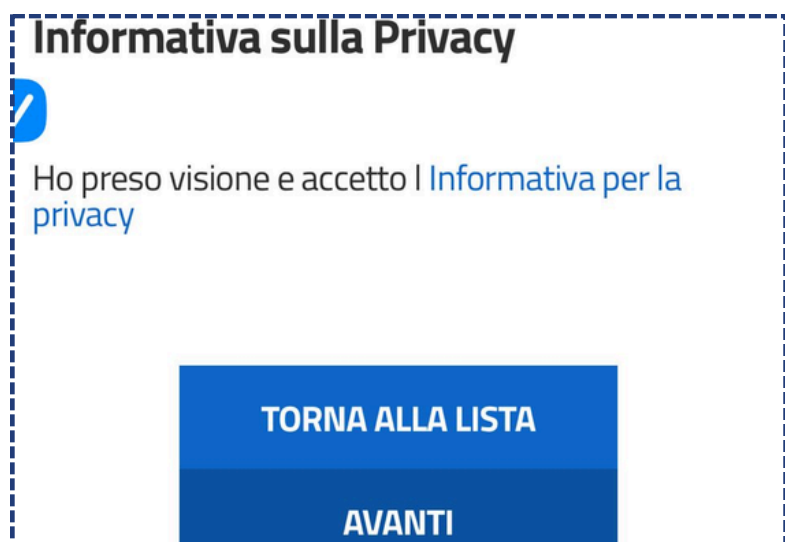 Informativa sulla Privacy
Ho preso visione e accetto l Informativa per la
privacy
TORNA ALLA LISTA
AVANTI